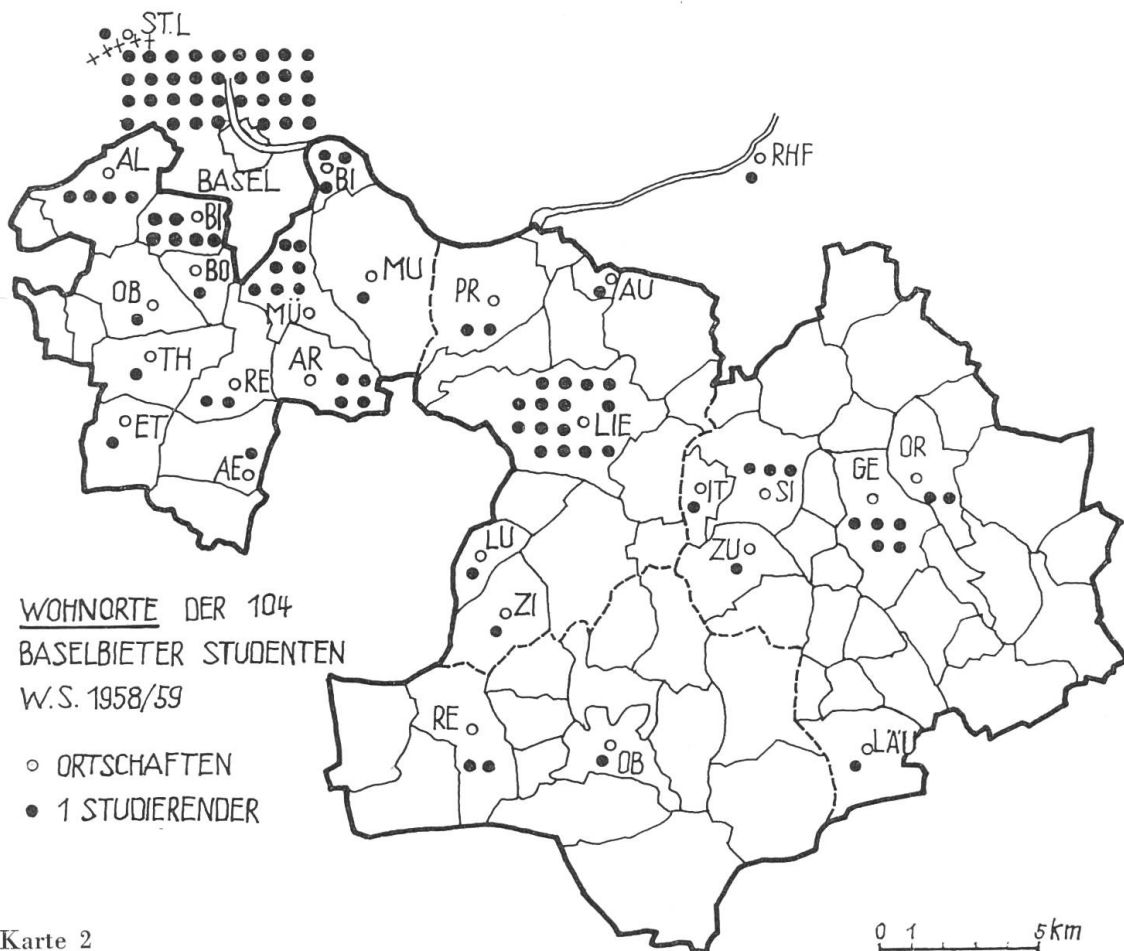 ST.L
AL
BASEL
BI
RHF
BI
BO
OB
MÜ
MU
PR
AU
TH
RE
AR
ET
AE
LIE
IT
SI
GE
OR
LU
ZU
ZI
WOHNORTE DER 104
BASELBIETER STUDENTEN
W.S. 1958/59
RE
OB
LÄU
ORTSCHAFTEN
1 STUDIERENDER
Karte 2
0 1 5km